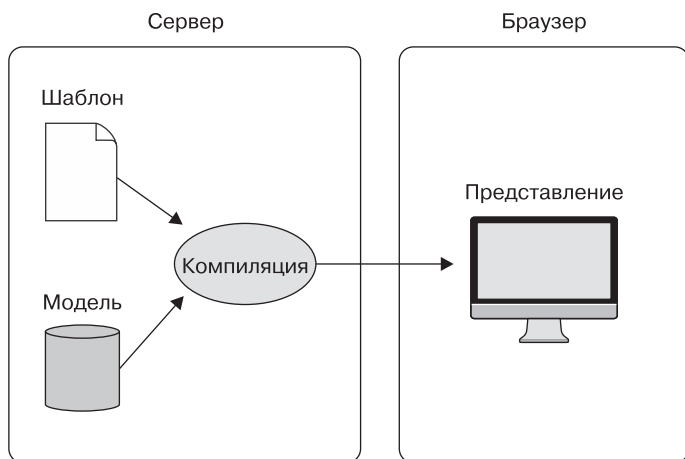 Сервер
Браузер
Шаблон
Представление
Компиляция
Модель